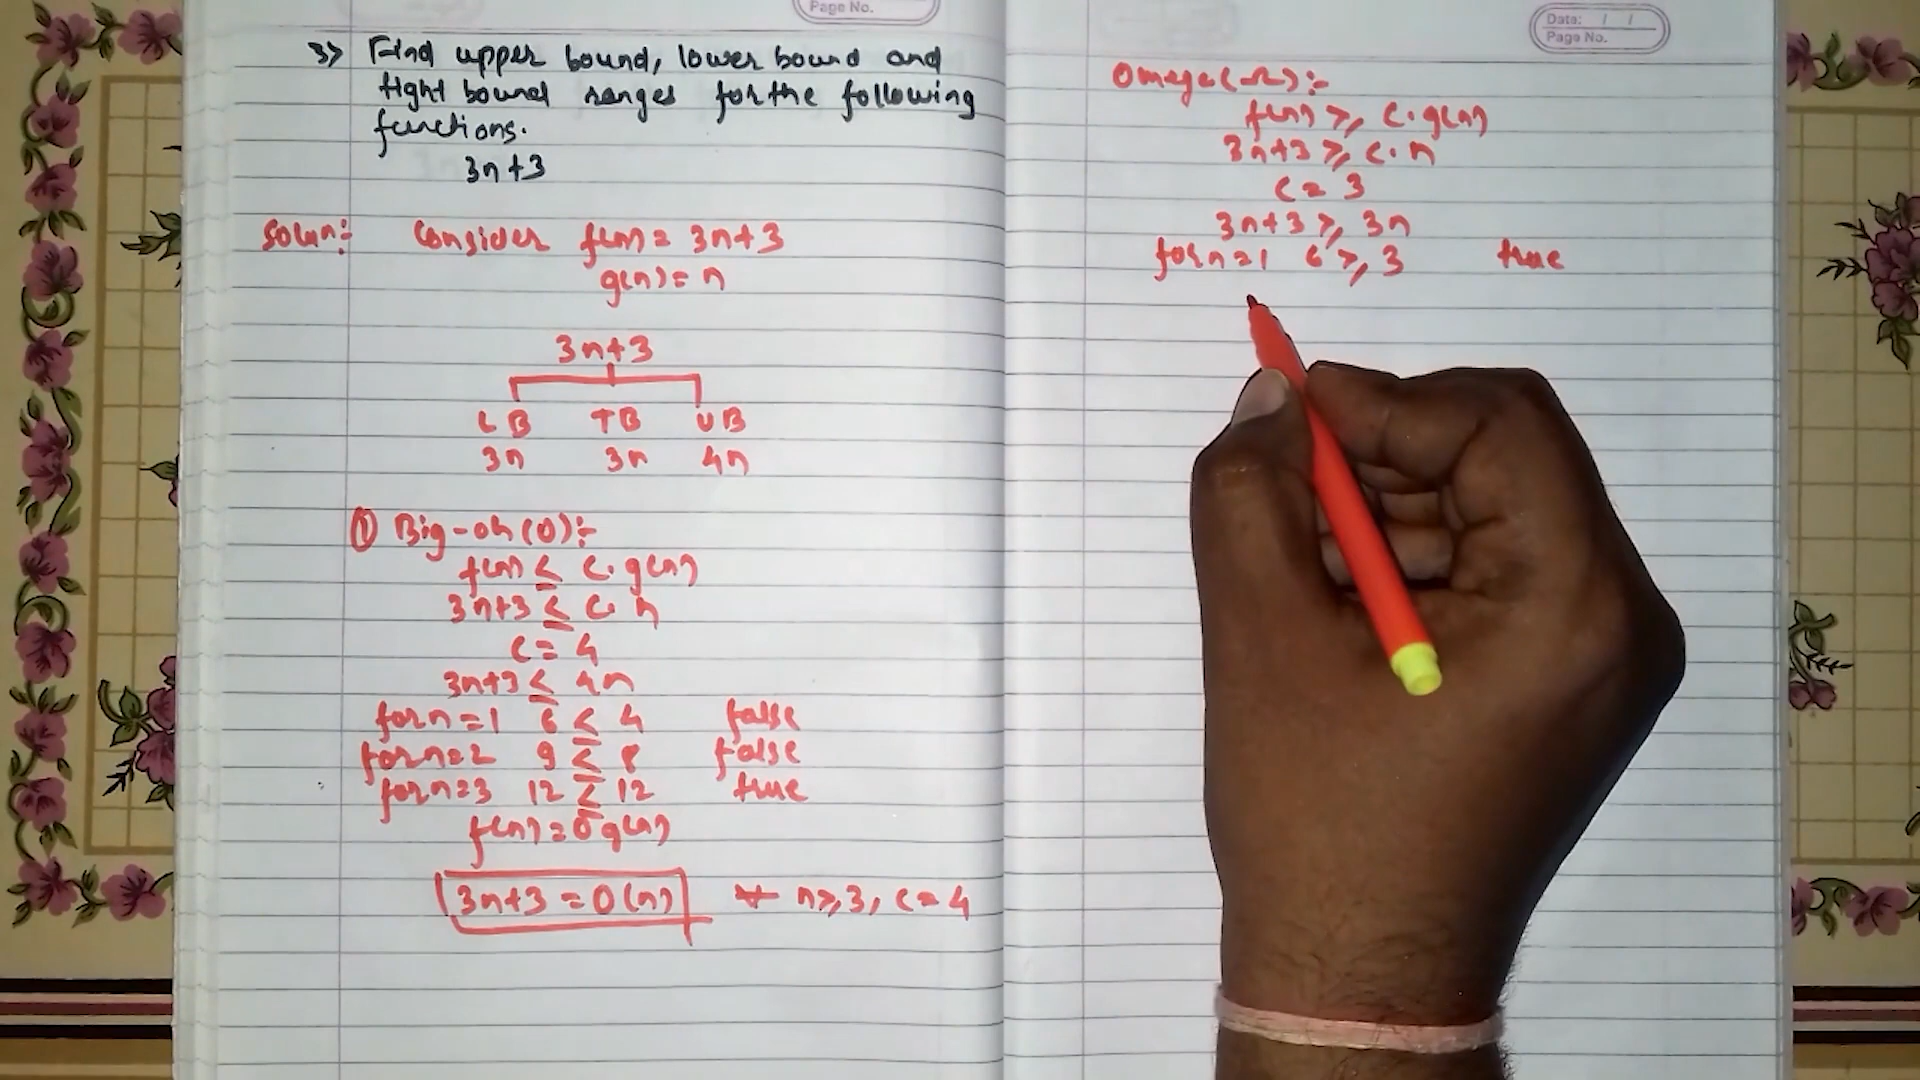 Page No.
3) Find upper bound, lower bound and
tight bound ranges for the following
functions.
3n+3
Soln:- Consider f(n) = 3n+3
g(n) = n
3n+3
LB TB UB
3n 3n 4n
① Big-oh (O):-
f(n) ≤ c. g(n)
3n+3 ≤ c. n
c = 4
3n+3 ≤ 4n
for n=1 6 ≤ 4 false
for n=2 9 ≤ 8 false
for n=3 12 ≤ 12 true
f(n) = O g(n)
3n+3 = O(n) ∀ n≥3, c = 4
Date: / /
Page No.
Omega(Ω):-
f(n) ≥ c. g(n)
3n+3 ≥ c. n
c = 3
3n+3 ≥ 3n
for n=1 6 ≥ 3 true